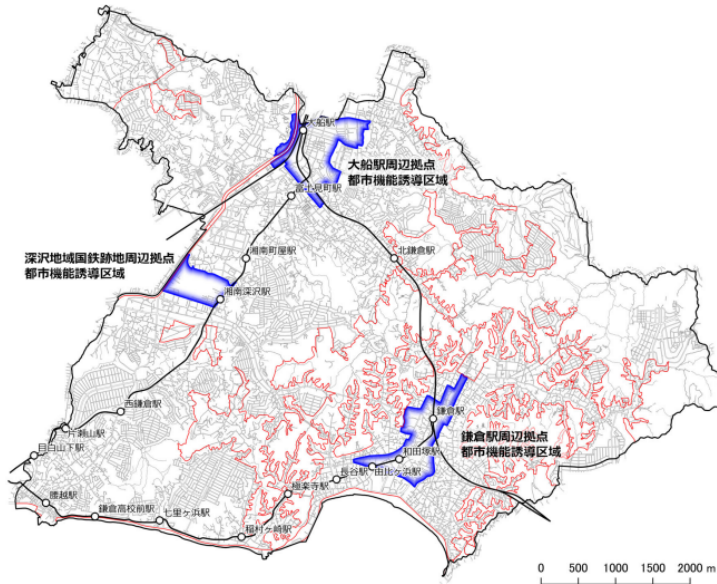 大船駅
大船駅周辺拠点
都市機能誘導区域
富士見町駅
湘南町屋駅
北鎌倉駅
深沢地域国鉄跡地周辺拠点
都市機能誘導区域
湘南深沢駅
西鎌倉駅
片瀬山駅
目白山下駅
鎌倉駅
鎌倉駅周辺拠点
都市機能誘導区域
和田塚駅
由比ヶ浜駅
長谷駅
極楽寺駅
腰越駅
鎌倉高校前駅
七里ヶ浜駅
稲村ヶ崎駅
0 500 1000 1500 2000 m